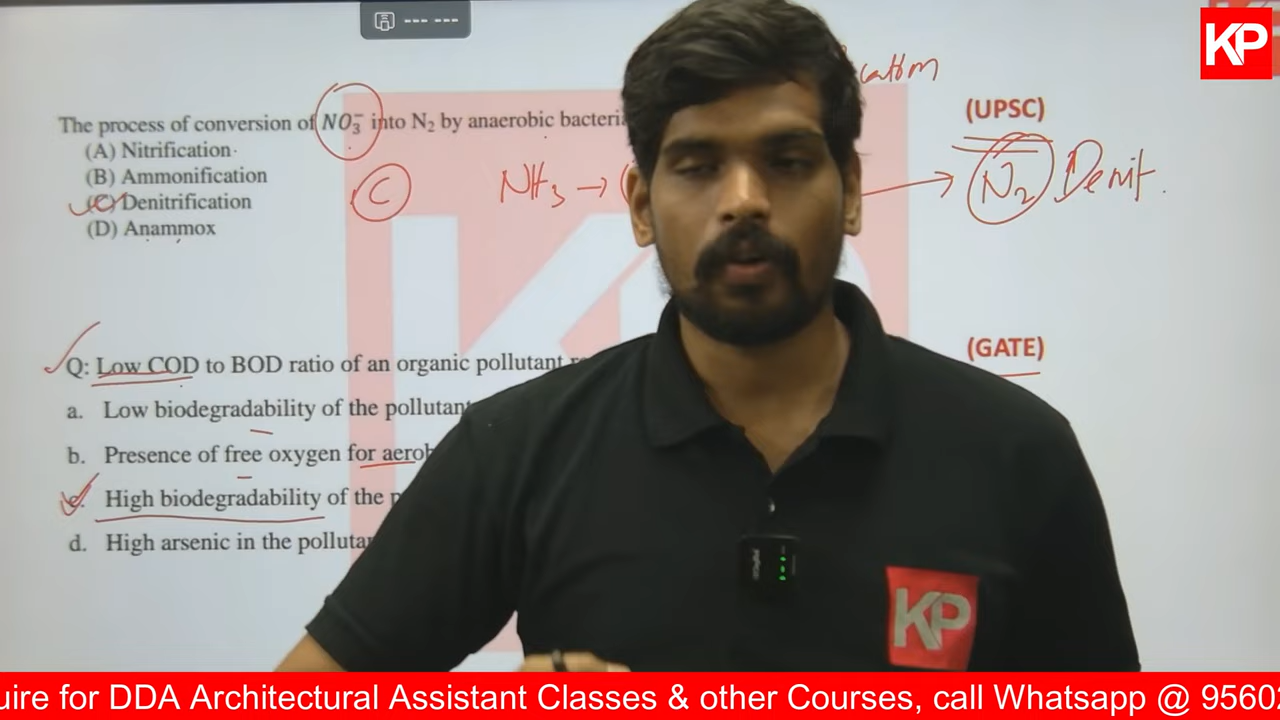 --- ---
KP
cation
(UPSC)
The process of conversion of NO₃⁻ into N₂ by anaerobic bacteri
(A) Nitrification
(B) Ammonification
(C) Denitrification
(D) Anammox
C
NH₃ → N₂ Denit.
(GATE)
Q: Low COD to BOD ratio of an organic pollutant
a. Low biodegradability of the pollutant
b. Presence of free oxygen for aerob
c. High biodegradability of the p
d. High arsenic in the polluta
KP
uire for DDA Architectural Assistant Classes & other Courses, call Whatsapp @ 9560